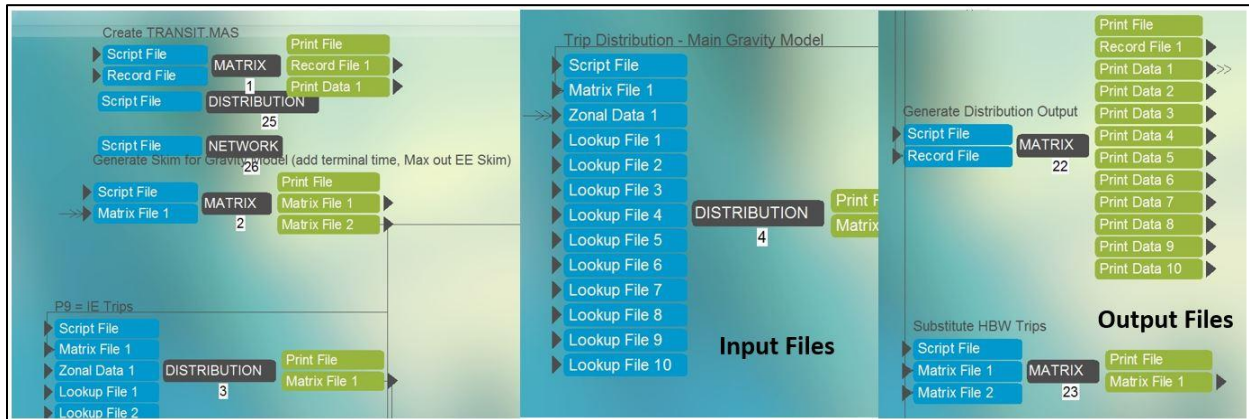 Create TRANSIT.MAS
Script File
Record File
MATRIX
1
Print File
Record File 1
Print Data 1
Script File
DISTRIBUTION
25
Script File
NETWORK
26
Generate Skim for Gravity Model (add terminal time, Max out EE Skim)
Script File
Matrix File 1
MATRIX
2
Print File
Matrix File 1
Matrix File 2
P9 = IE Trips
Script File
Matrix File 1
Zonal Data 1
Lookup File 1
Lookup File 2
DISTRIBUTION
3
Print File
Matrix File 1
Trip Distribution - Main Gravity Model
Script File
Matrix File 1
Zonal Data 1
Lookup File 1
Lookup File 2
Lookup File 3
Lookup File 4
Lookup File 5
Lookup File 6
Lookup File 7
Lookup File 8
Lookup File 9
Lookup File 10
DISTRIBUTION
4
Print F
Matrix
Input Files
Generate Distribution Output
Script File
Record File
MATRIX
22
Print File
Record File 1
Print Data 1
Print Data 2
Print Data 3
Print Data 4
Print Data 5
Print Data 6
Print Data 7
Print Data 8
Print Data 9
Print Data 10
Output Files
Substitute HBW Trips
Script File
Matrix File 1
Matrix File 2
MATRIX
23
Print File
Matrix File 1